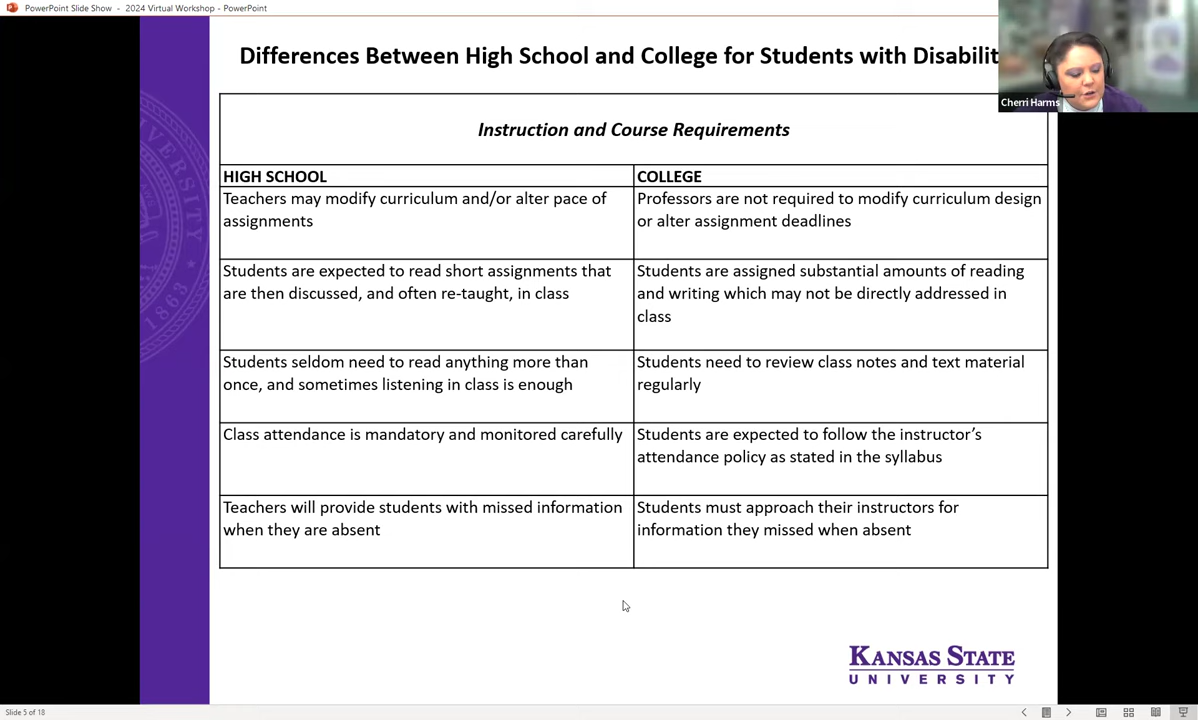 PowerPoint Slide Show - 2024 Virtual Workshop - PowerPoint
Differences Between High School and College for Students with Disabilit
Cherri Harms
Instruction and Course Requirements
HIGH SCHOOL
COLLEGE
Teachers may modify curriculum and/or alter pace of
assignments
Professors are not required to modify curriculum design
or alter assignment deadlines
Students are expected to read short assignments that
are then discussed, and often re-taught, in class
Students are assigned substantial amounts of reading
and writing which may not be directly addressed in
class
Students seldom need to read anything more than
once, and sometimes listening in class is enough
Students need to review class notes and text material
regularly
Class attendance is mandatory and monitored carefully
Students are expected to follow the instructor's
attendance policy as stated in the syllabus
Teachers will provide students with missed information
when they are absent
Students must approach their instructors for
information they missed when absent
KANSAS STATE
UNIVERSITY
UNIVERSITY
1863
Slide 5 of 18